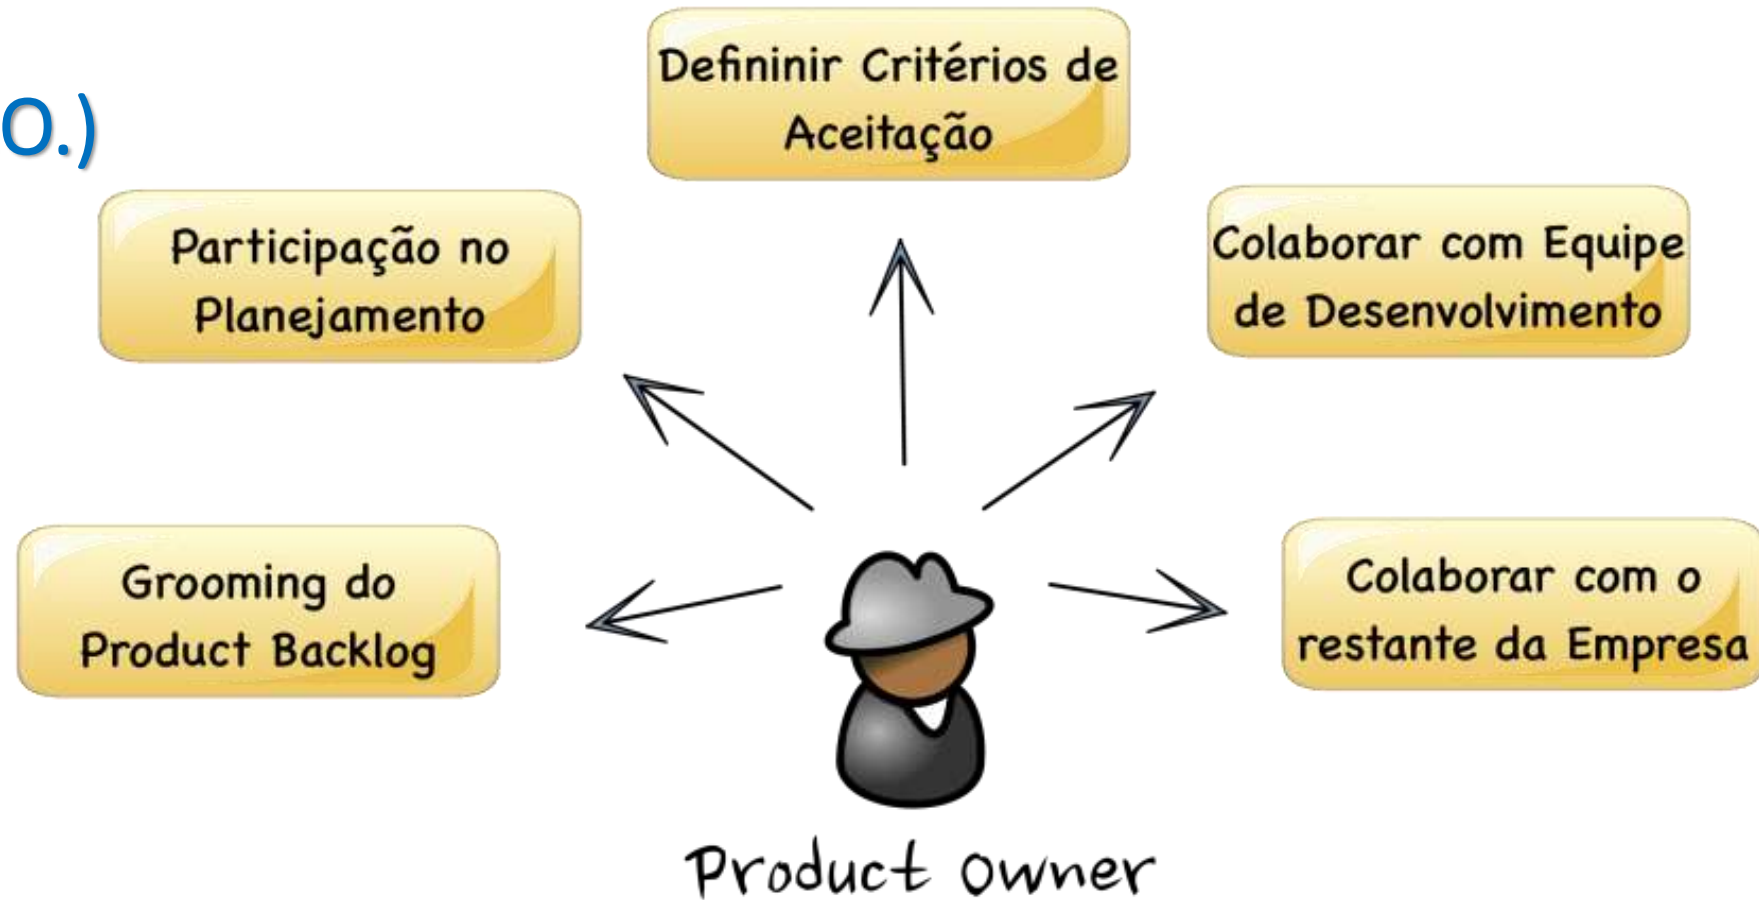 O.)
Defininir Critérios de
Aceitação
Participação no
Planejamento
Colaborar com Equipe
de Desenvolvimento
Grooming do
Product Backlog
Colaborar com o
restante da Empresa
Product owner